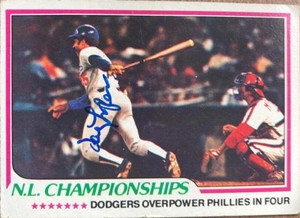 N.L. CHAMPIONSHIPS
DODGERS OVERPOWER PHILLIES IN FOUR